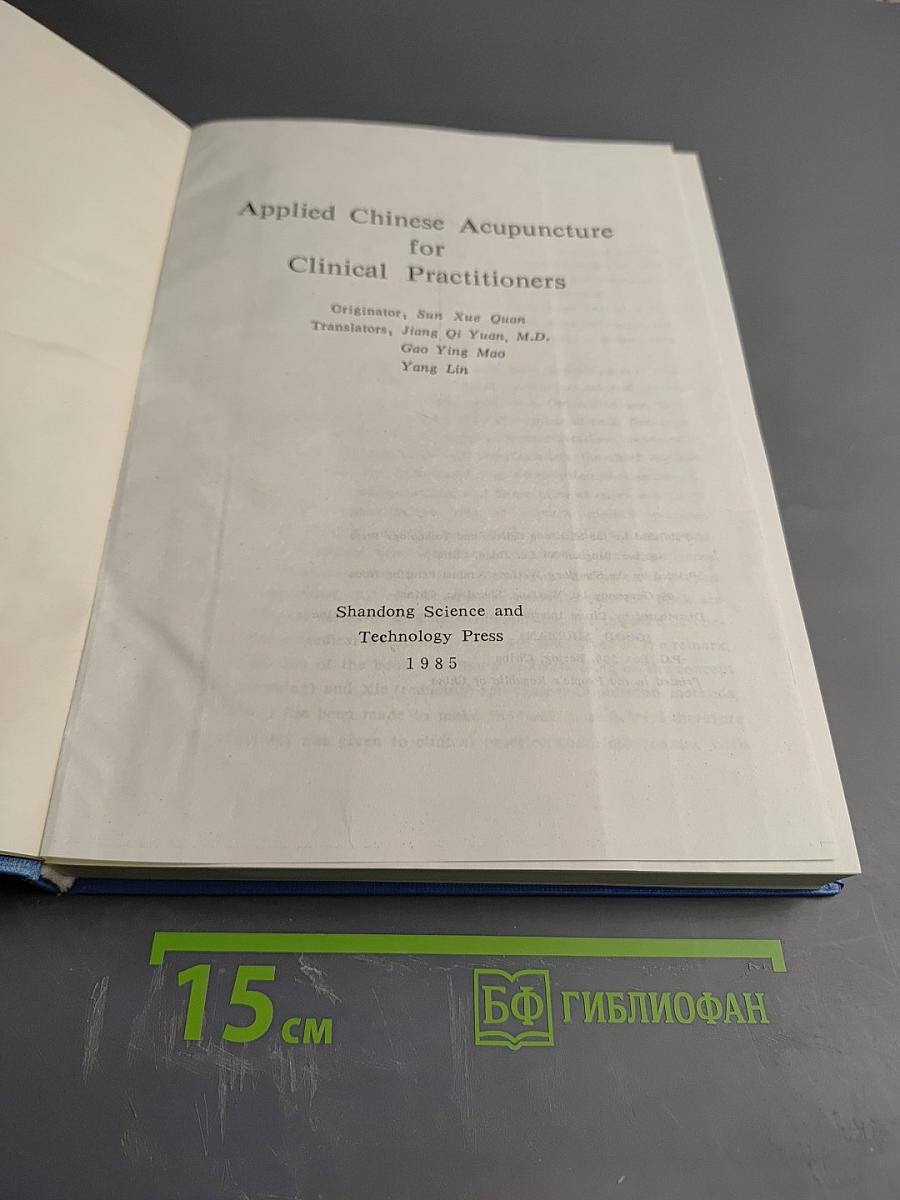 Applied Chinese Acupuncture
for
Clinical Practitioners
Originator, Sun Xue Quan
Translators, Jiang Qi Yuan, M.D.
Gao Ying Mao
Yang Lin
Shandong Science and
Technology Press
1985
15 см
БФ ГИБЛИОФАН